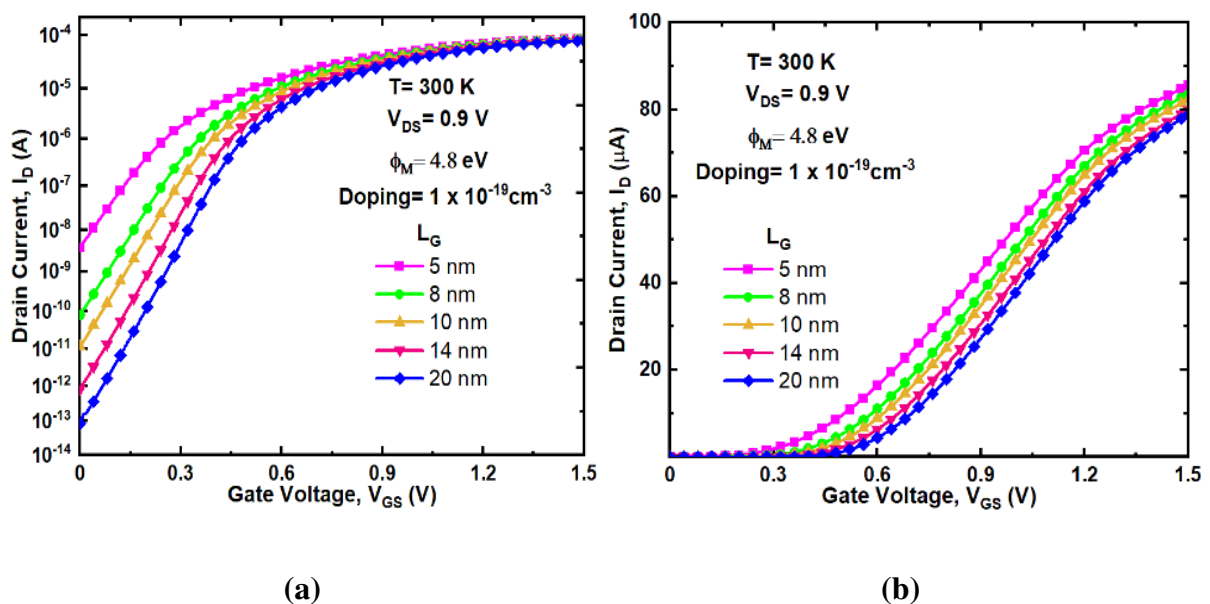 10⁻⁴
10⁻⁵
10⁻⁶
10⁻⁷
10⁻⁸
10⁻⁹
10⁻¹⁰
10⁻¹¹
10⁻¹²
10⁻¹³
10⁻¹⁴
Drain Current, I_D (A)
T= 300 K
V_DS= 0.9 V
ϕ_M= 4.8 eV
Doping= 1 x 10⁻¹⁹cm⁻³
L_G
5 nm
8 nm
10 nm
14 nm
20 nm
0 0.3 0.6 0.9 1.2 1.5
Gate Voltage, V_GS (V)
(a)
100
80
60
40
20
Drain Current, I_D (μA)
T= 300 K
V_DS= 0.9 V
ϕ_M= 4.8 eV
Doping= 1 x 10⁻¹⁹cm⁻³
L_G
5 nm
8 nm
10 nm
14 nm
20 nm
0 0.3 0.6 0.9 1.2 1.5
Gate Voltage, V_GS (V)
(b)